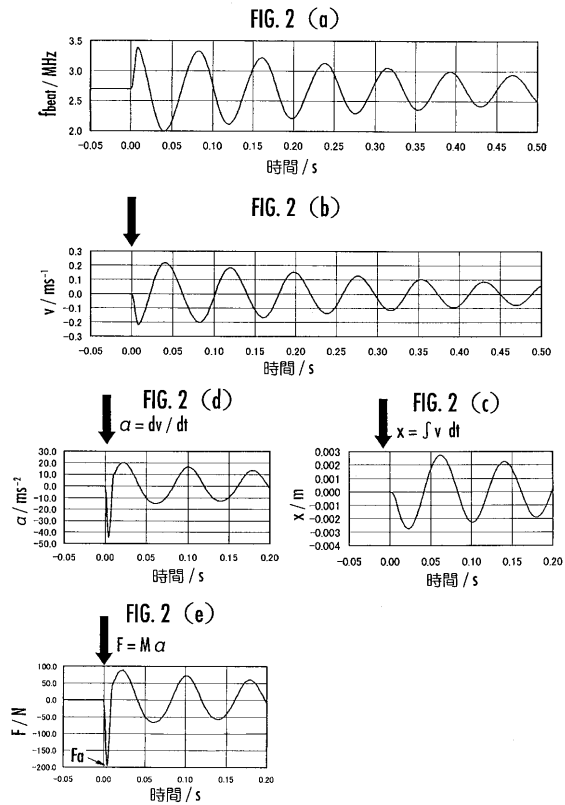 FIG. 2 (a)
fbeat / MHz
3.5
3.0
2.5
2.0
-0.05 0.00 0.05 0.10 0.15 0.20 0.25 0.30 0.35 0.40 0.45 0.50
時間 / s
FIG. 2 (b)
v / ms⁻¹
0.3
0.2
0.1
0.0
-0.1
-0.2
-0.3
-0.05 0.00 0.05 0.10 0.15 0.20 0.25 0.30 0.35 0.40 0.45 0.50
時間 / s
FIG. 2 (d)
α = dv / dt
α / ms⁻²
30.0
20.0
10.0
0.0
-10.0
-20.0
-30.0
-40.0
-50.0
-0.05 0.00 0.05 0.10 0.15 0.20
時間 / s
FIG. 2 (c)
x = ∫ v dt
x / m
0.003
0.002
0.001
0.000
-0.001
-0.002
-0.003
-0.004
-0.05 0.00 0.05 0.10 0.15 0.20
時間 / s
FIG. 2 (e)
F = M α
F / N
100.0
50.0
0.0
-50.0
-100.0
-150.0
-200.0
Fa
-0.05 0.00 0.05 0.10 0.15 0.20
時間 / s